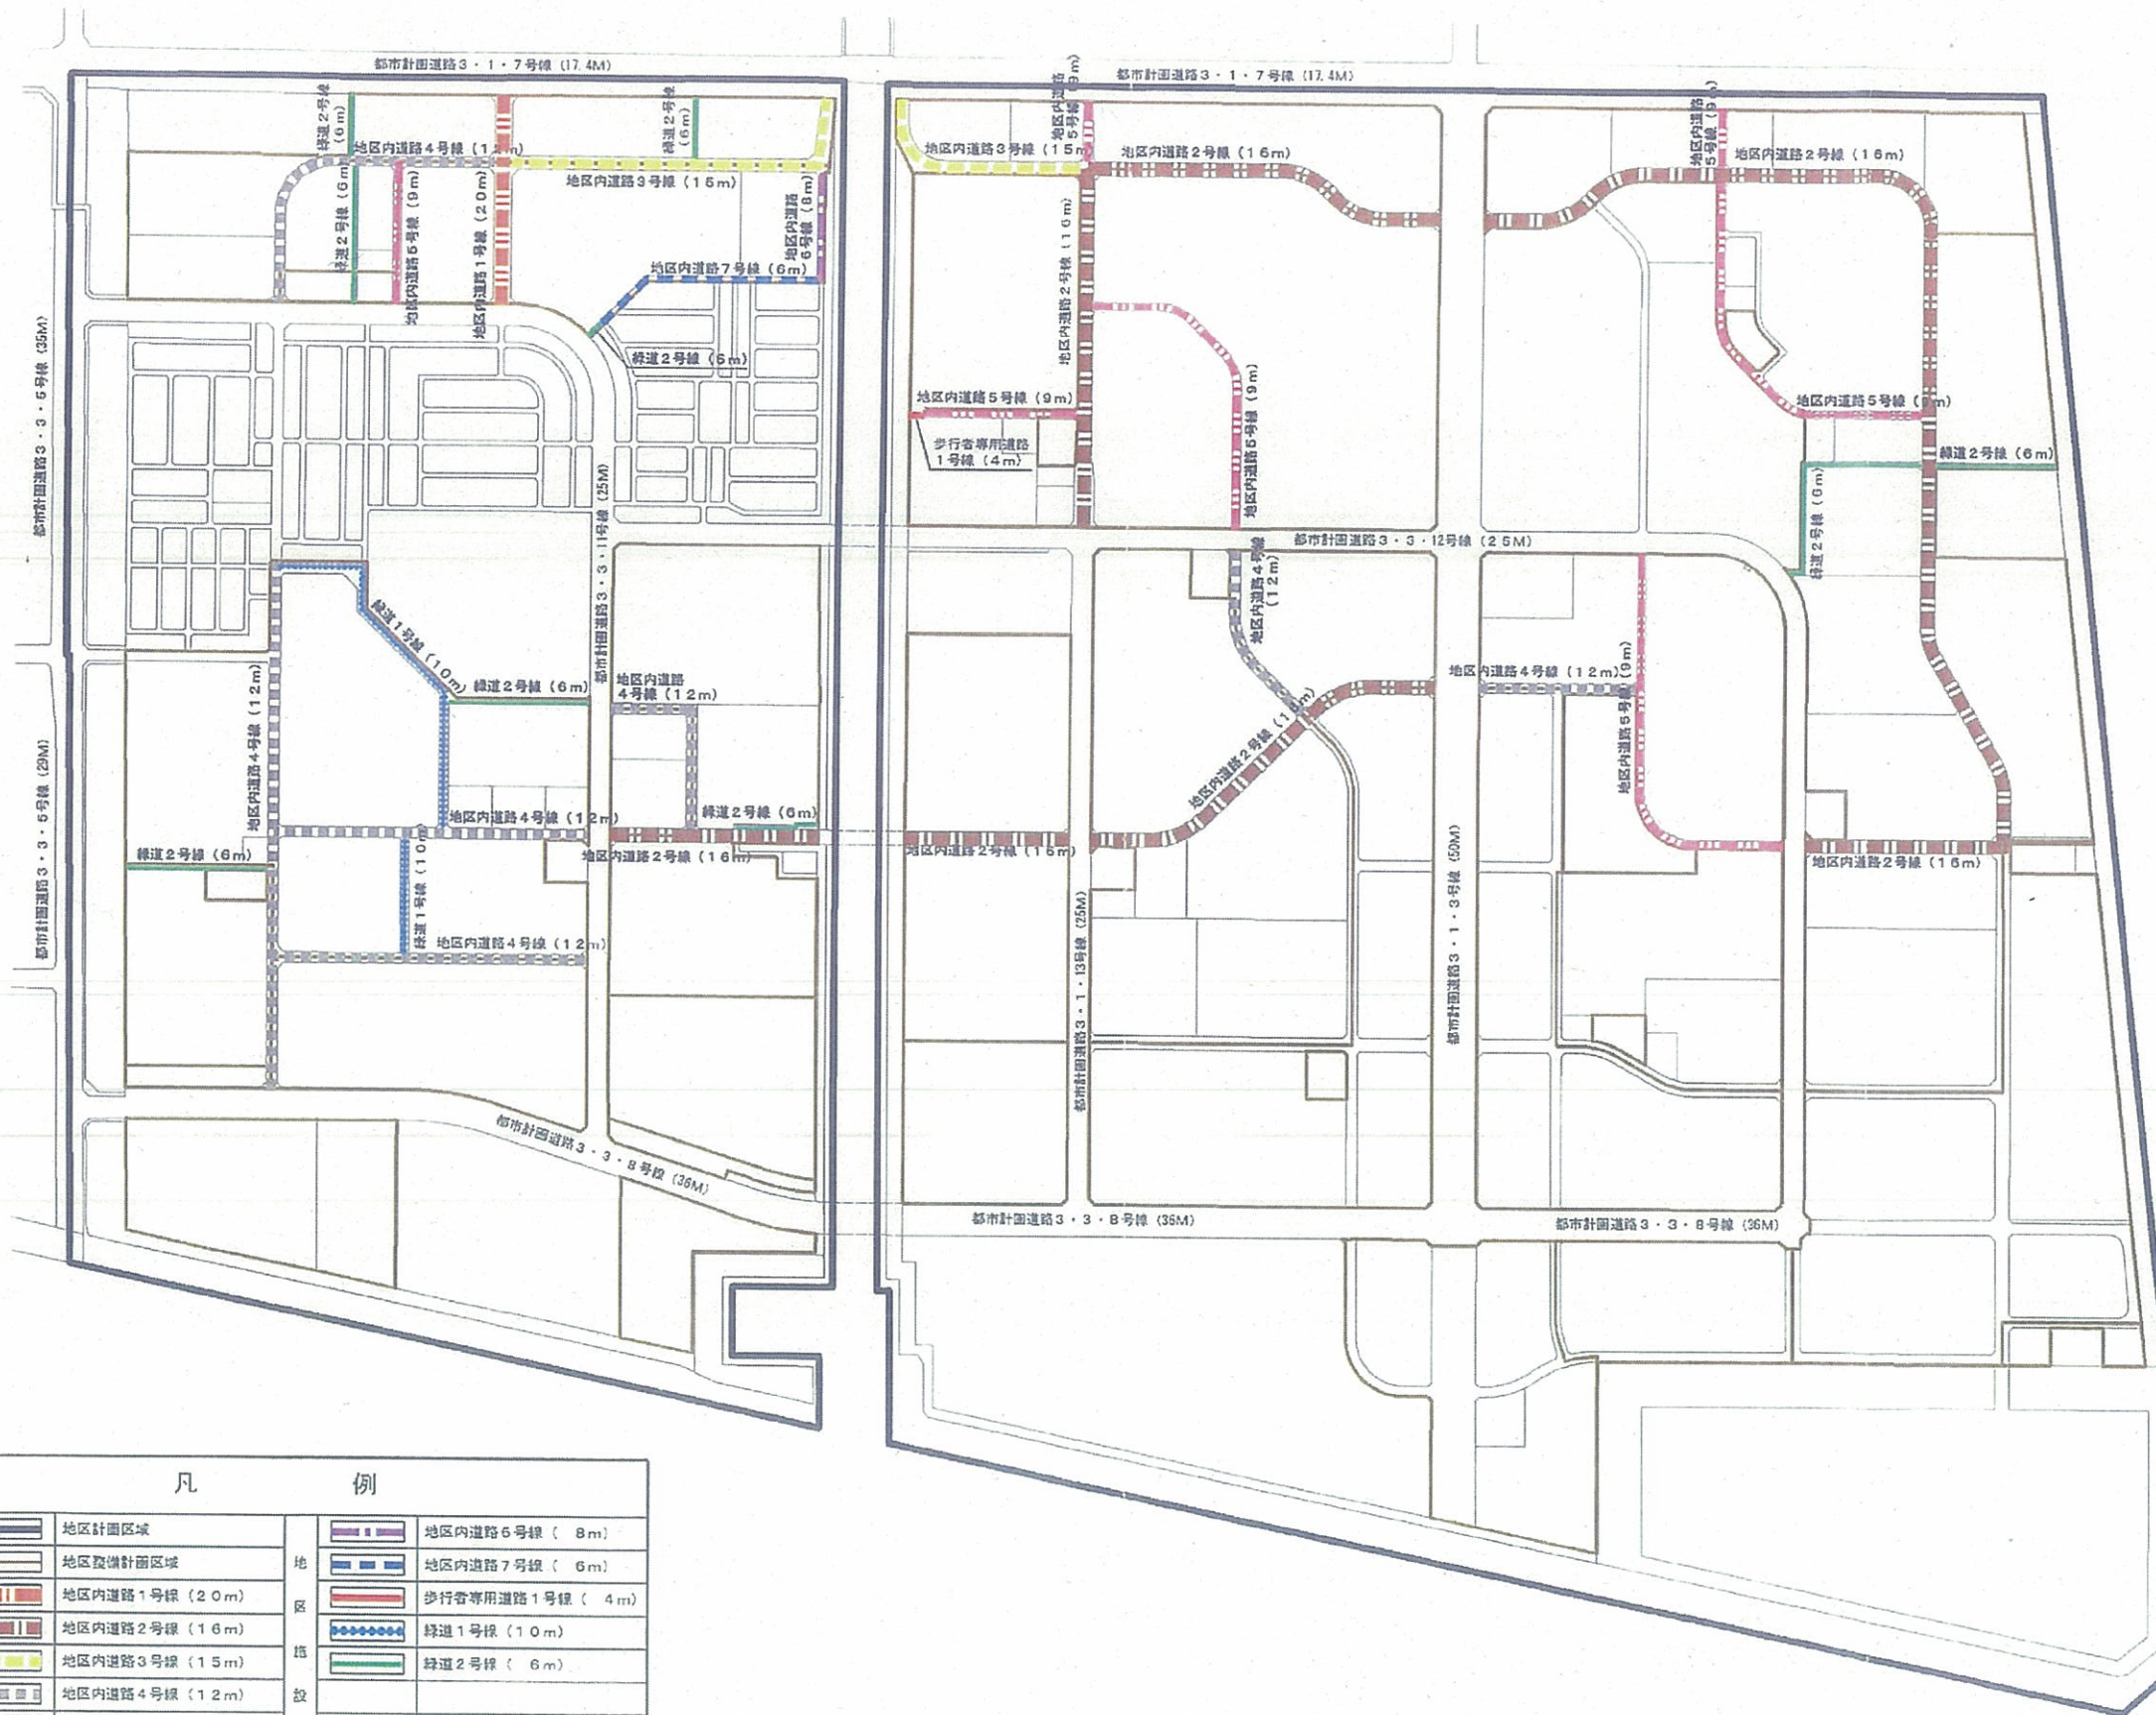 都市計画道路3・1・7号線 (17.4M)
都市計画道路3・1・7号線 (17.4M)
緑道2号線
(6m)
緑道2号線
(6m)
地区内道路
5号線 (9m)
地区内道路
5号線 (9m)
地区内道路4号線 (12m)
地区内道路3号線 (15m)
地区内道路3号線 (15m
地区内道路2号線 (16m)
地区内道路2号線 (16m)
緑道2号線 (6m)
地区内道路5号線 (9m)
地区内道路1号線 (20m)
地区内道路
6号線 (8m)
地区内道路7号線 (6m)
緑道2号線 (6m)
地区内道路2号線 (16m)
地区内道路5号線 (9m)
歩行者専用道路
1号線 (4m)
地区内道路5号線 (9m)
地区内道路5号線 (9m)
緑道2号線 (6m)
緑道2号線 (6m)
都市計画道路3・3・5号線 (35M)
都市計画道路3・3・11号線 (25M)
都市計画道路3・3・12号線 (25M)
地区内道路4号線
(12m)
緑道1号線 (10m)
緑道2号線 (6m)
地区内道路
4号線 (12m)
地区内道路4号線 (12m)
地区内道路4号線 (12m)
地区内道路5号線 (9m)
地区内道路2号線 (16m)
都市計画道路3・3・5号線 (29M)
地区内道路4号線 (12m)
緑道2号線 (6m)
緑道2号線 (6m)
地区内道路2号線 (16m)
地区内道路2号線 (16m)
地区内道路2号線 (16m)
緑道1号線 (10m)
地区内道路4号線 (12m)
都市計画道路3・1・13号線 (25M)
都市計画道路3・1・3号線 (50M)
都市計画道路3・3・8号線 (36M)
都市計画道路3・3・8号線 (36M)
都市計画道路3・3・8号線 (36M)
凡 例
地区計画区域
地区整備計画区域
地区内道路1号線 (20m)
地区内道路2号線 (16m)
地区内道路3号線 (15m)
地区内道路4号線 (12m)
地
区
施
設
地区内道路6号線 ( 8m)
地区内道路7号線 ( 6m)
歩行者専用道路1号線 ( 4m)
緑道1号線 (10m)
緑道2号線 ( 6m)